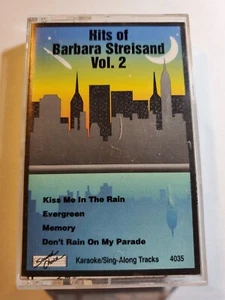 Hits of
Barbara Streisand
Vol. 2
Kiss Me In The Rain
Evergreen
Memory
Don't Rain On My Parade
Karaoke/Sing-Along Tracks 4035